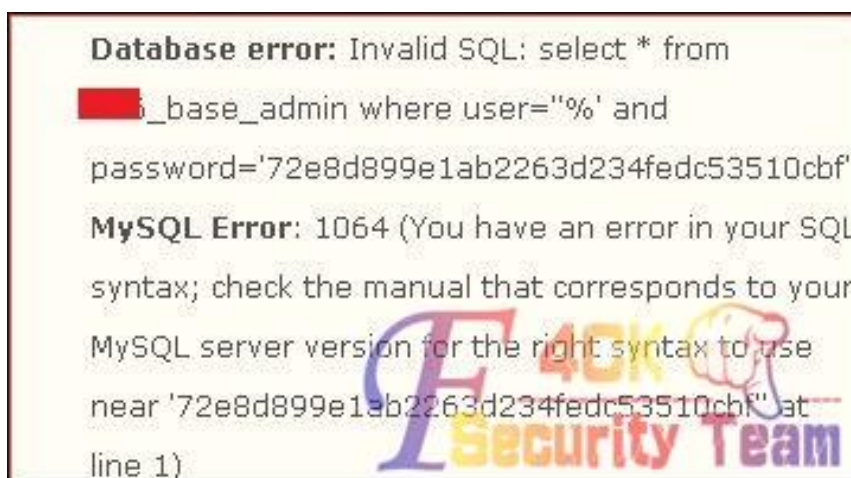 Database error: Invalid SQL: select * from
_base_admin where user=''%' and
password='72e8d899e1ab2263d234fedc53510cbf'
MySQL Error: 1064 (You have an error in your SQL
syntax; check the manual that corresponds to your
MySQL server version for the right syntax to use
near '72e8d899e1ab2263d234fedc53510cbf'' at
line 1)
F4CK
Security Team